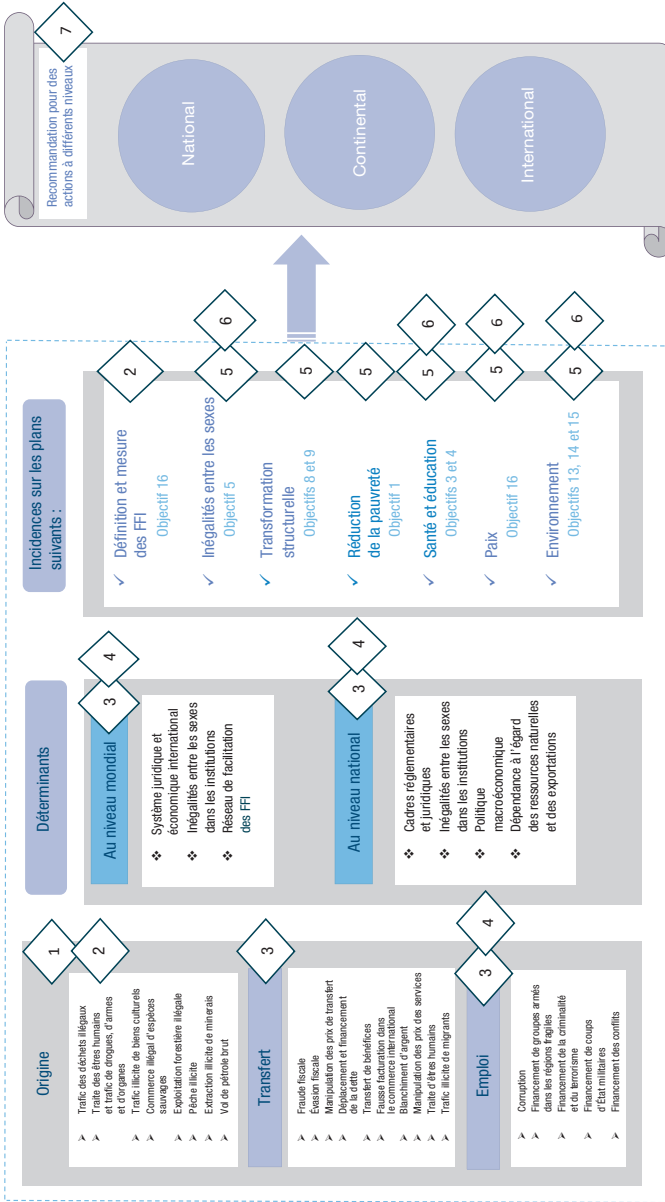 Origine
1
2
Trafic des déchets illégaux
Traite des êtres humains
et trafic de drogues, d'armes
et d'organes
Trafic illicite de biens culturels
Commerce illégal d'espèces
sauvages
Exploitation forestière illégale
Pêche illicite
Extraction illicite de minerais
Vol de pétrole brut
Transfert
3
Fraude fiscale
Évasion fiscale
Manipulation des prix de transfert
Déplacement et financement
de la dette
Transfert de bénéfices
Fausse facturation dans
le commerce international
Blanchiment d'argent
Manipulation des prix des services
Traite d'êtres humains
Trafic illicite de migrants
Emploi
3
4
Corruption
Financement de groupes armés
dans les régions fragiles
Financement de la criminalité
et du terrorisme
Financement de coups
d'État militaires
Financement des conflits
Déterminants
Au niveau mondial
3
4
Système juridique et
économique international
Inégalités entre les sexes
dans les institutions
Réseau de facilitation
des FFI
Au niveau national
3
4
Cadres réglementaires
et juridiques
Inégalités entre les sexes
dans les institutions
Politique
macroéconomique
Dépendance à l'égard
des ressources naturelles
et des exportations
Incidences sur les plans
suivants :
Définition et mesure
des FFI
Objectif 16
2
Inégalités entre les sexes
Objectif 5
5
6
Transformation
structurelle
Objectifs 8 et 9
5
Réduction
de la pauvreté
Objectif 1
5
Santé et éducation
Objectifs 3 et 4
5
6
Paix
Objectif 16
5
6
Environnement
Objectifs 13, 14 et 15
5
6
Recommandation pour des
actions à différents niveaux
7
National
Continental
International